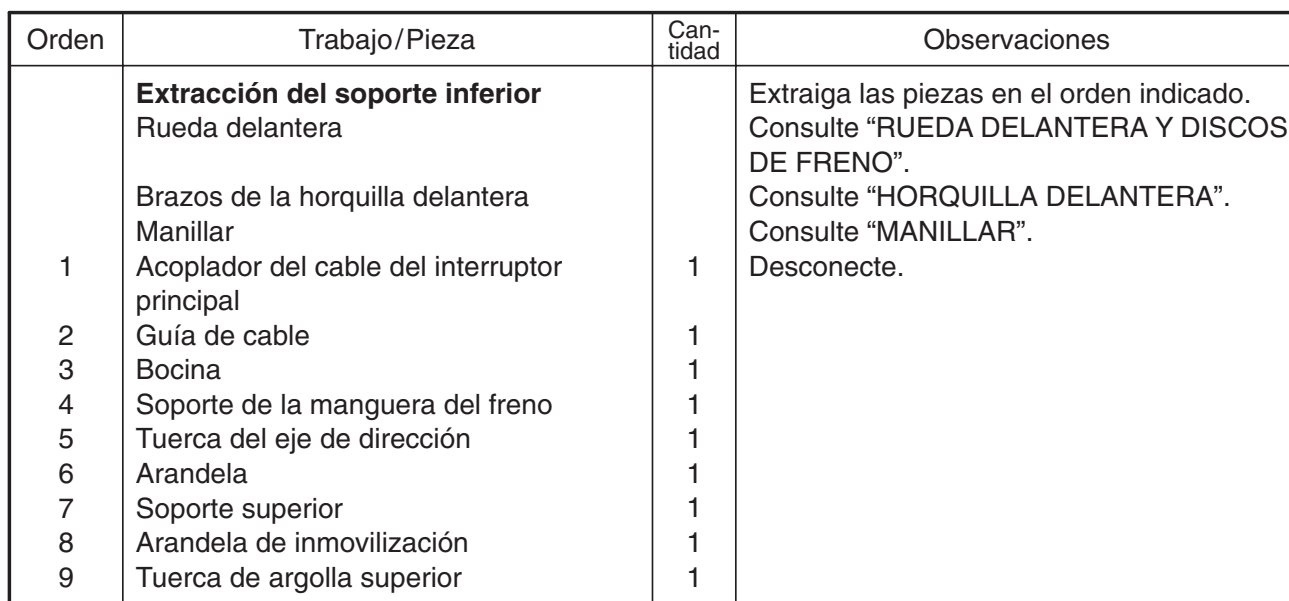 Orden Trabajo/Pieza Can-tidad Observaciones
Extracción del soporte inferior Extraiga las piezas en el orden indicado.
Rueda delantera Consulte “RUEDA DELANTERA Y DISCOS
DE FRENO”.
Brazos de la horquilla delantera Consulte “HORQUILLA DELANTERA”.
Manillar Consulte “MANILLAR”.
1 Acoplador del cable del interruptor 1 Desconecte.
principal
2 Guía de cable 1
3 Bocina 1
4 Soporte de la manguera del freno 1
5 Tuerca del eje de dirección 1
6 Arandela 1
7 Soporte superior 1
8 Arandela de inmovilización 1
9 Tuerca de argolla superior 1